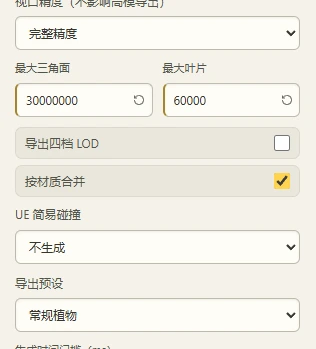 视口精度（不影响高模导出）
完整精度
最大三角面 最大叶片
30000000 60000
导出四档 LOD
按材质合并
UE 简易碰撞
不生成
导出预设
常规植物